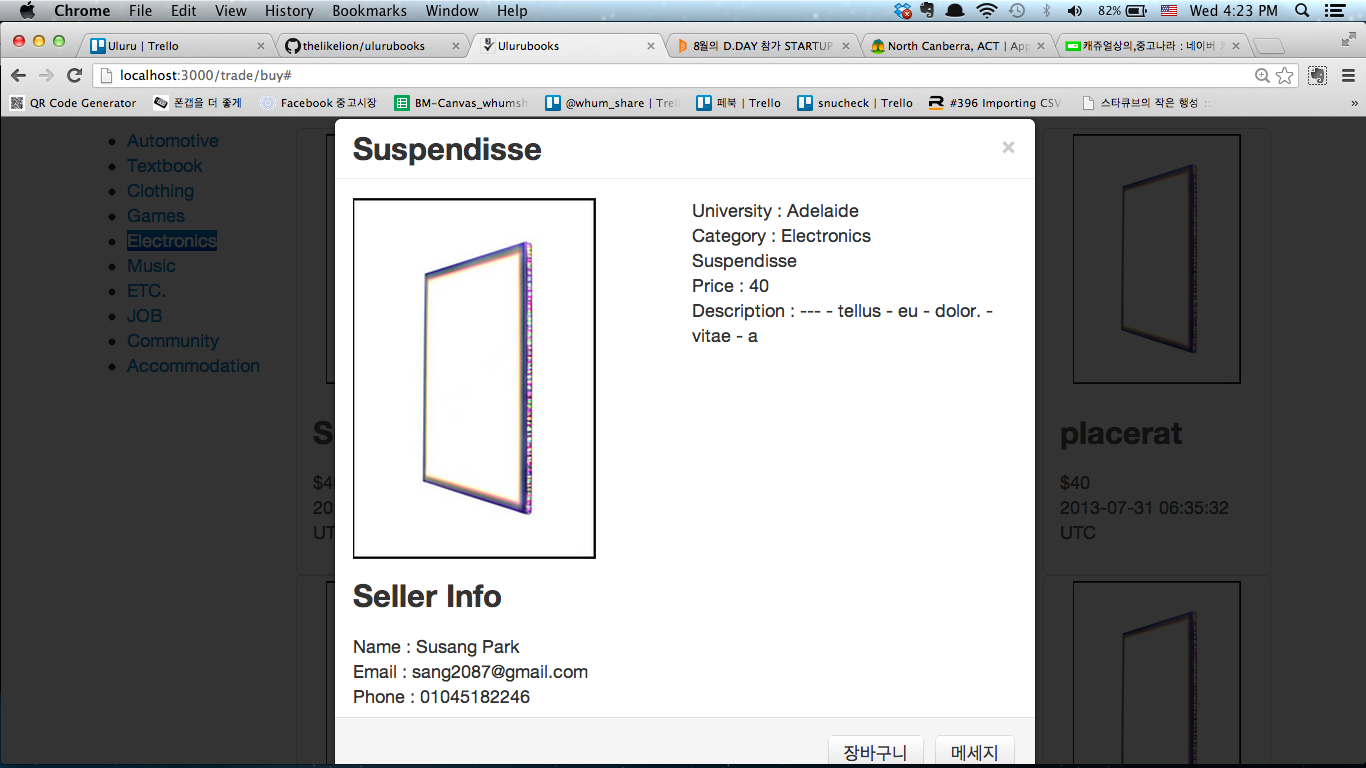 Chrome File Edit View History Bookmarks Window Help 82% Wed 4:23 PM
Uluru | Trello thelikelion/ulurubooks Ulurubooks 8월의 D.DAY 참가 STARTUP North Canberra, ACT | App 캐쥬얼상의,중고나라 : 네이버
localhost:3000/trade/buy#
QR Code Generator 폰갭을 더 좋게 Facebook 중고시장 BM-Canvas_whumsh @whum_share | Trell 페북 | Trello snucheck | Trello #396 Importing CSV 스타큐브의 작은 행성 ::
Automotive
Textbook
Clothing
Games
Electronics
Music
ETC.
JOB
Community
Accommodation
Suspendisse ×
University : Adelaide
Category : Electronics
Suspendisse
Price : 40
Description : --- - tellus - eu - dolor. -
vitae - a
Seller Info
Name : Susang Park
Email : sang2087@gmail.com
Phone : 01045182246
장바구니 메세지
S
$40
20
UT
placerat
$40
2013-07-31 06:35:32
UTC